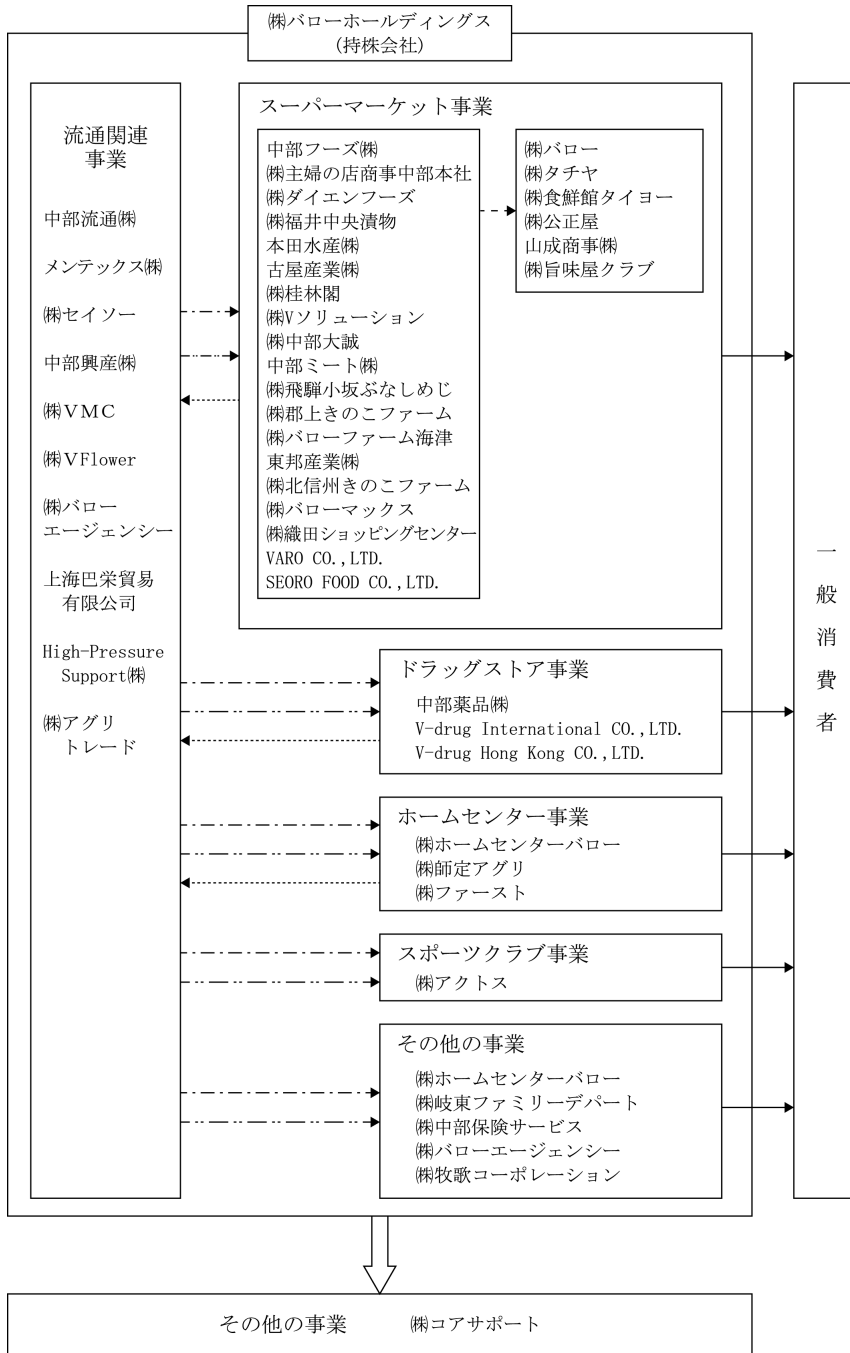 ㈱バローホールディングス
(持株会社)
流通関連
事業
中部流通㈱
メンテックス㈱
㈱セイソー
中部興産㈱
㈱VMC
㈱VFlower
㈱バロー
エージェンシー
上海巴栄貿易
有限公司
High-Pressure
Support㈱
㈱アグリ
トレード
スーパーマーケット事業
中部フーズ㈱
㈱主婦の店商事中部本社
㈱ダイエンフーズ
㈱福井中央漬物
本田水産㈱
古屋産業㈱
㈱桂林閣
㈱Vソリューション
㈱中部大誠
中部ミート㈱
㈱飛騨小坂ぶなしめじ
㈱郡上きのこファーム
㈱バローファーム海津
東邦産業㈱
㈱北信州きのこファーム
㈱バローマックス
㈱織田ショッピングセンター
VARO CO.,LTD.
SEORO FOOD CO.,LTD.
㈱バロー
㈱タチヤ
㈱食鮮館タイヨー
㈱公正屋
山成商事㈱
㈱旨味屋クラブ
ドラッグストア事業
中部薬品㈱
V-drug International CO.,LTD.
V-drug Hong Kong CO.,LTD.
ホームセンター事業
㈱ホームセンターバロー
㈱師定アグリ
㈱ファースト
スポーツクラブ事業
㈱アクトス
その他の事業
㈱ホームセンターバロー
㈱岐東ファミリーデパート
㈱中部保険サービス
㈱バローエージェンシー
㈱牧歌コーポレーション
一般消費者
その他の事業 ㈱コアサポート